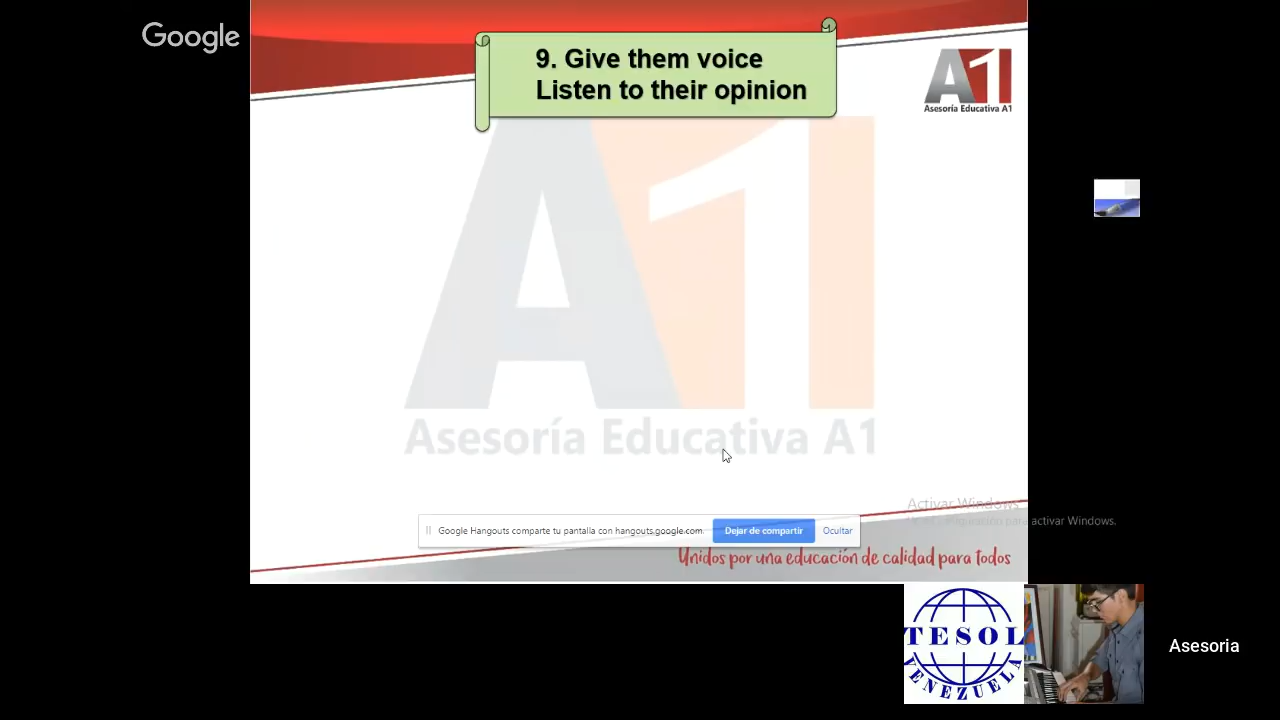 Google
9. Give them voice
Listen to their opinion
A1
Asesoría Educativa A1
A1
Asesoría Educativa A1
Activar Windows
activar Windows.
Google Hangouts comparte tu pantalla con hangouts.google.com.
Dejar de compartir
Ocultar
Unidos por una educación de calidad para todos
TESOL
VENEZUELA
Asesoria